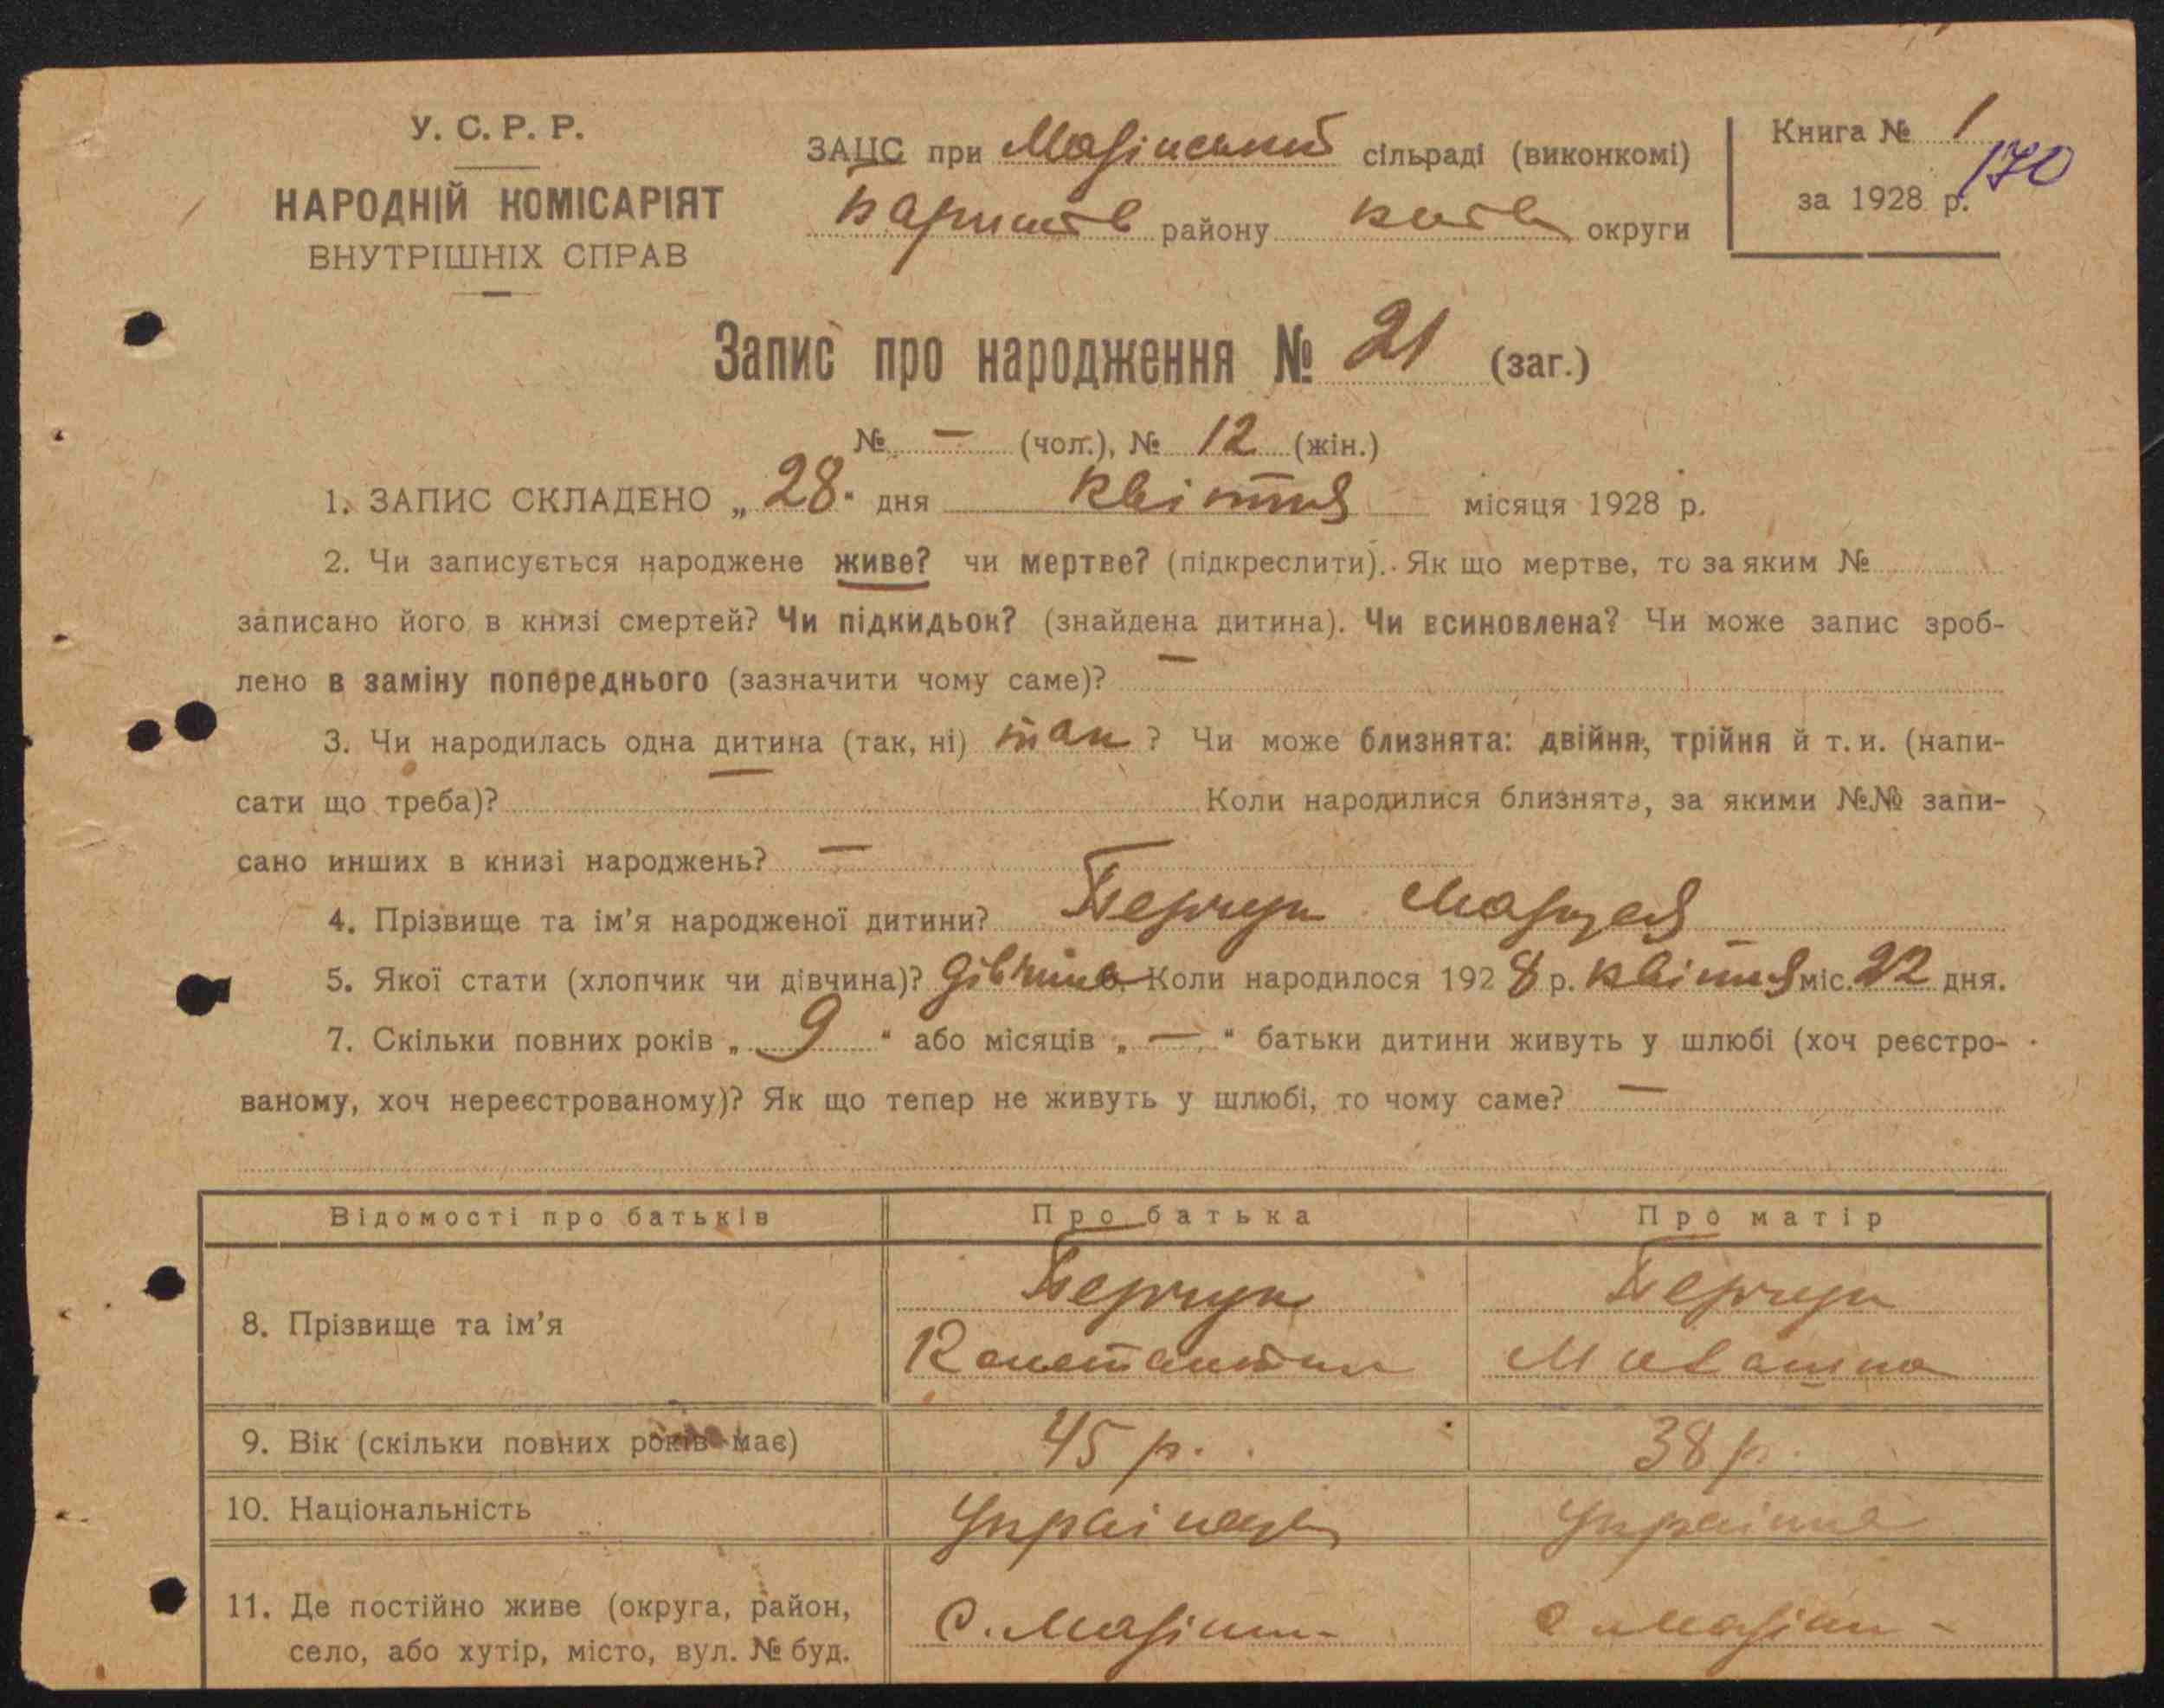 У. С. Р. Р.
НАРОДНІЙ КОМІСАРІЯТ
ВНУТРІШНІХ СПРАВ
ЗАЦС при сільраді (виконкомі)
району округи
Книга № 1
170
за 1928 р.
Запис про народження № 21 (заг.)
№ — (чол.), № 12 (жін.)
1. ЗАПИС СКЛАДЕНО „ 28 " дня квітня місяця 1928 р.
2. Чи записується народжене живе? чи мертве? (підкреслити). Як що мертве, то за яким №
записано його в книзі смертей? Чи підкидьок? (знайдена дитина). Чи всиновлена? Чи може запис зроб-
лено в заміну попереднього (зазначити чому саме)? —
3. Чи народилась одна дитина (так, ні) так ? Чи може близнята: двійня, трійня й т. и. (напи-
сати що треба)? — Коли народилися близнята, за якими №№ запи-
сано инших в книзі народжень? —
4. Прізвище та ім'я народженої дитини?
5. Якої стати (хлопчик чи дівчина)? дівчина Коли народилося 192 8 р. квітня міс. 22 дня.
7. Скільки повних років „ 9 " або місяців „ — " батьки дитини живуть у шлюбі (хоч реєстро-
ваному, хоч нереєстрованому)? Як що тепер не живуть у шлюбі, то чому саме? —
Відомості про батьків Про батька Про матір
8. Прізвище та ім'я
Константин
9. Вік (скільки повних років має) 45 р. 38 р.
10. Національність Українець Українка
11. Де постійно живе (округа, район,
село, або хутір, місто, вул. № буд.